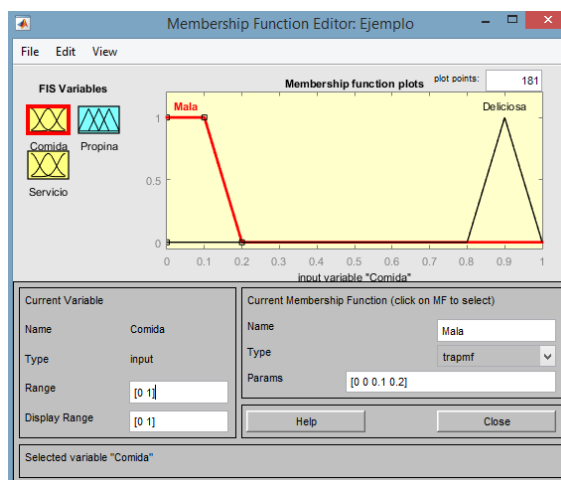 Membership Function Editor: Ejemplo
File Edit View
FIS Variables
Membership function plots
plot points:
181
Comida
Propina
Servicio
Mala
Deliciosa
1
0.5
0
0 0.1 0.2 0.3 0.4 0.5 0.6 0.7 0.8 0.9 1
input variable "Comida"
Current Variable
Name Comida
Type input
Range [0 1]
Display Range [0 1]
Current Membership Function (click on MF to select)
Name Mala
Type trapmf
Params [0 0 0.1 0.2]
Help
Close
Selected variable "Comida"